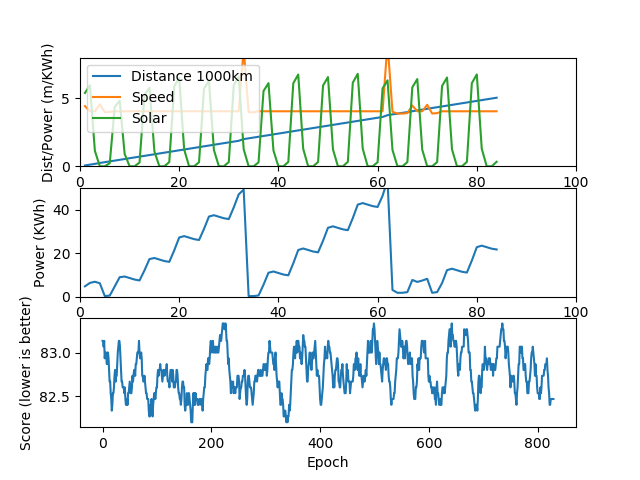 Dist/Power (m/KWh)
5
0
Distance 1000km
Speed
Solar
0 20 40 60 80 100
Power (KWh)
40
20
0
0 20 40 60 80 100
Score (lower is better)
83.0
82.5
0 200 400 600 800
Epoch